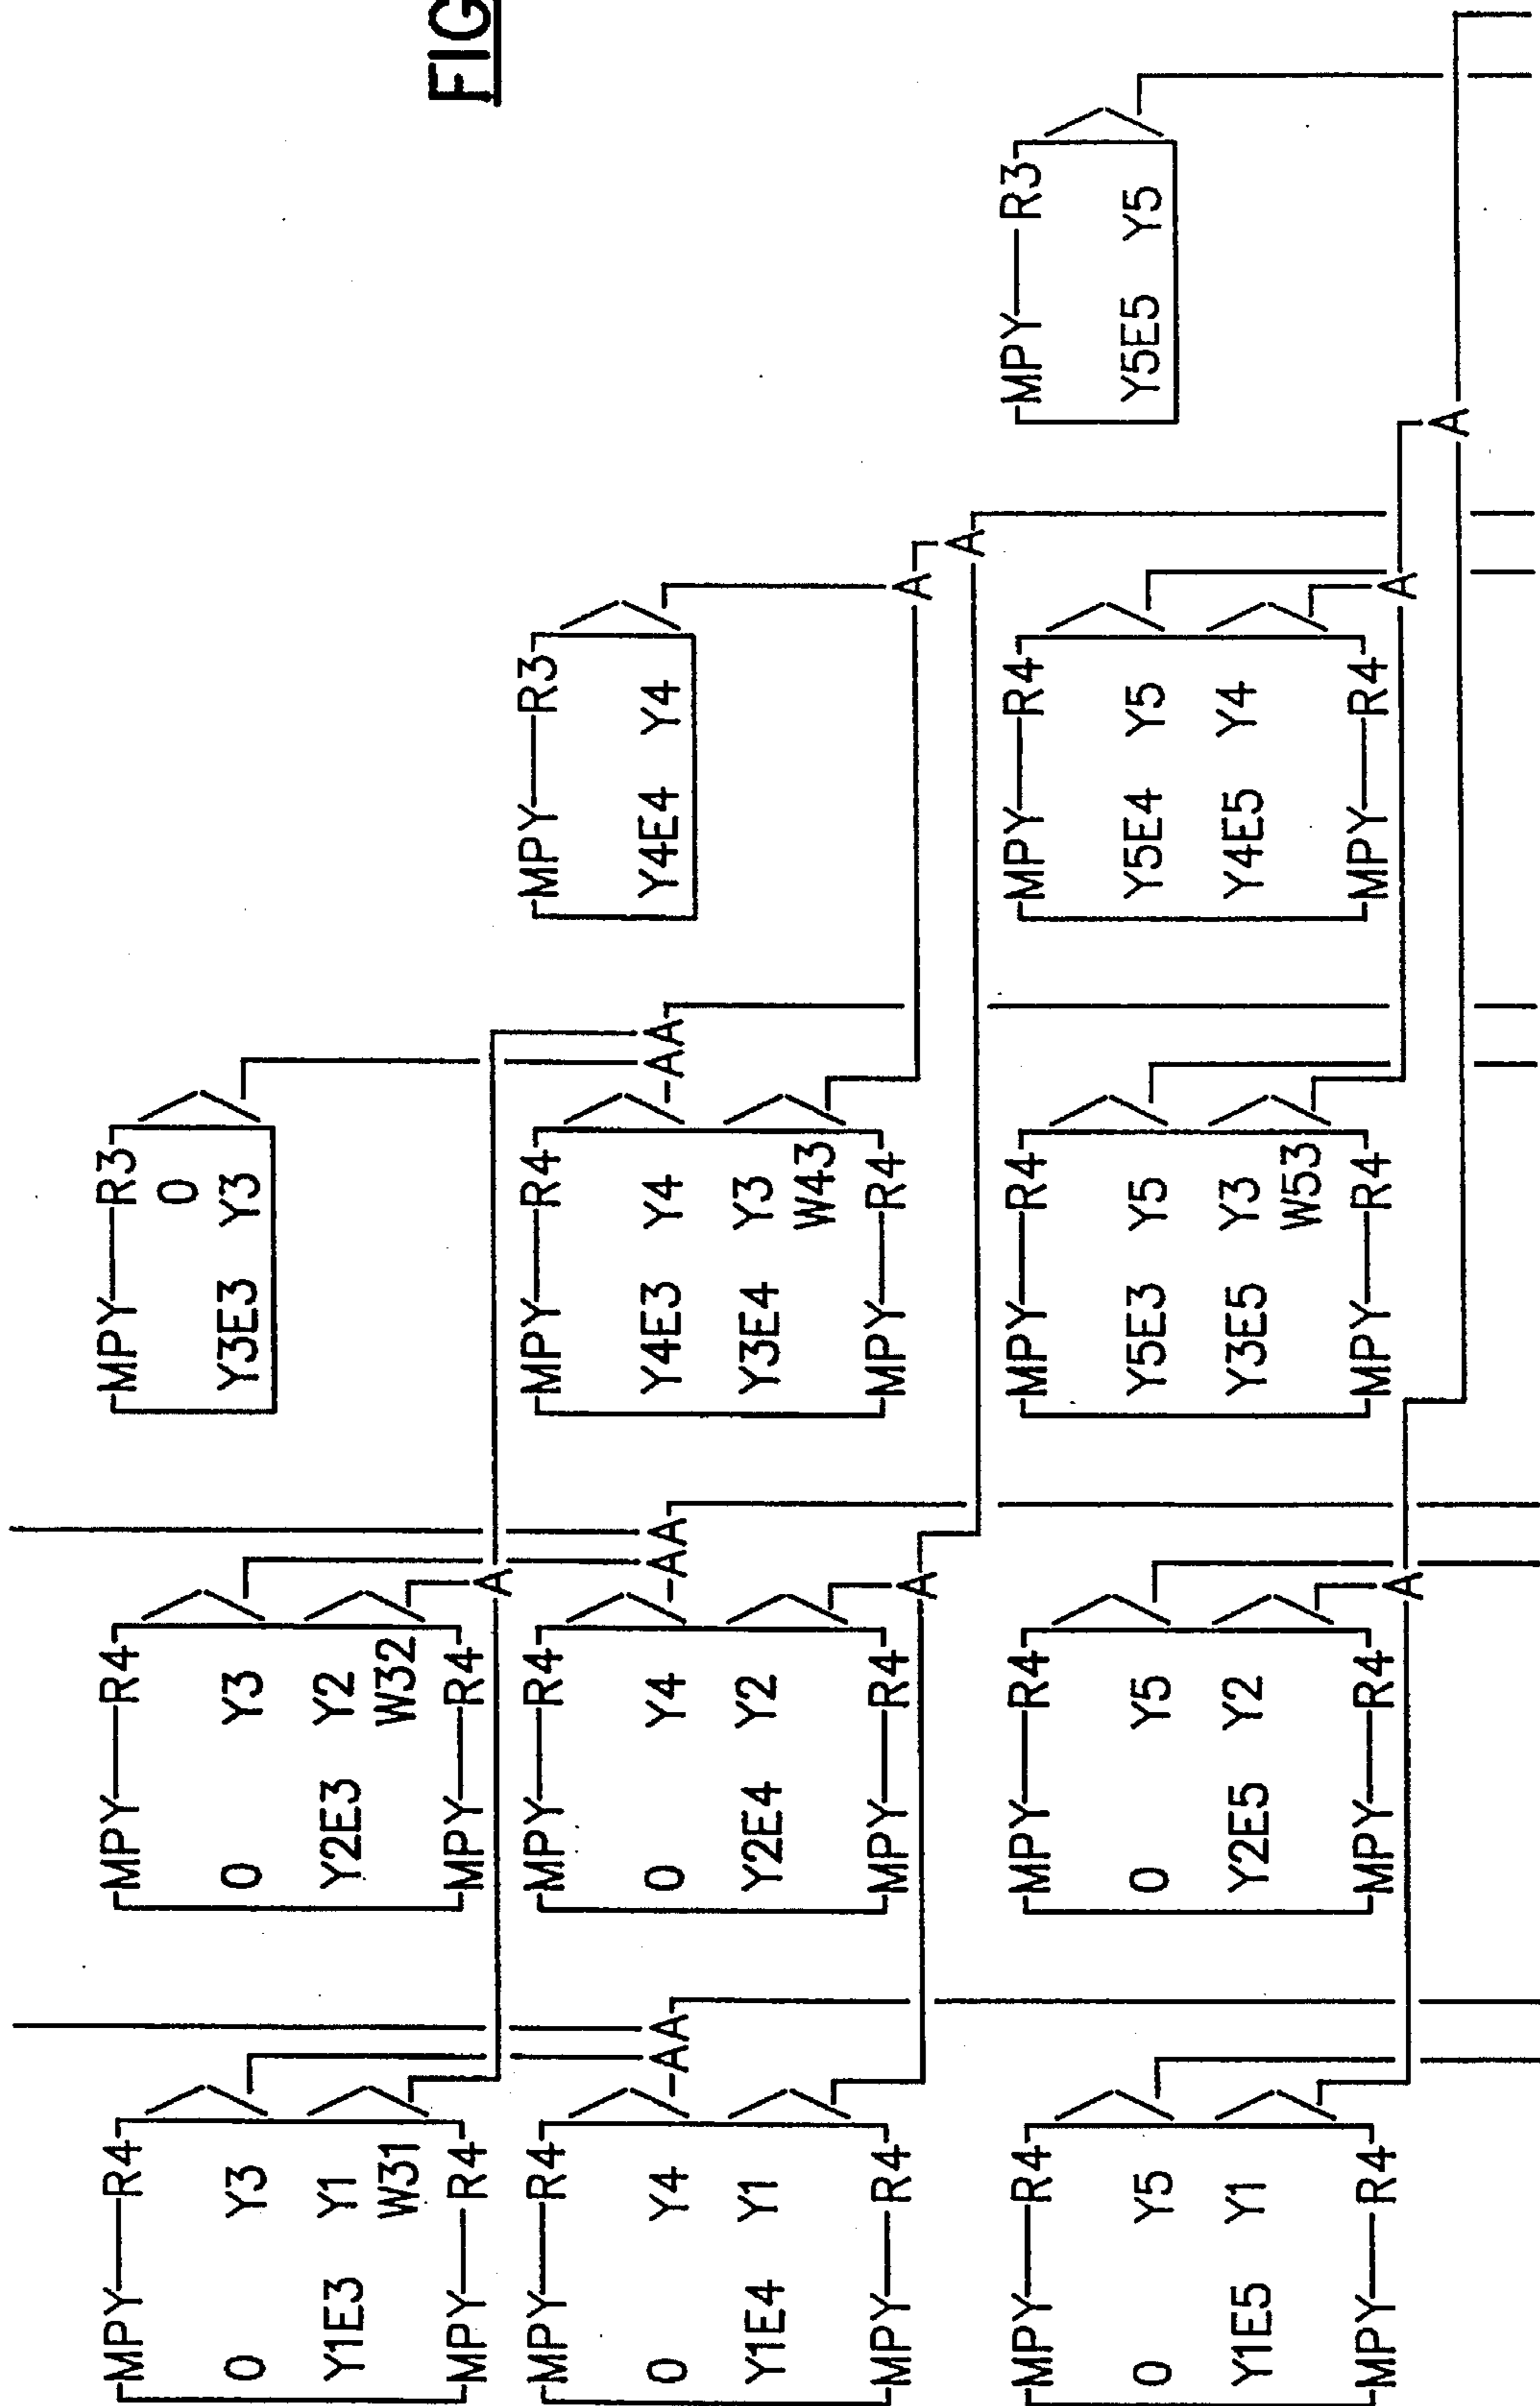 MPY—R4
0 Y3
Y1E3 Y1
W31
MPY—R4
MPY—R4
0 Y3
Y2E3 Y2
W32
MPY—R4
A
MPY—R3
0
Y3E3 Y3
FIG
MPY—R4
0 Y4
Y1E4 Y1
MPY—R4
AA
MPY—R4
0 Y4
Y2E4 Y2
MPY—R4
AA
A
MPY—R4
Y4E3 Y4
Y3E4 Y3
W43
MPY—R4
AA
MPY—R3
Y4E4 Y4
A
A
MPY—R4
0 Y5
Y1E5 Y1
MPY—R4
MPY—R4
0 Y5
Y2E5 Y2
MPY—R4
A
MPY—R4
Y5E3 Y5
Y3E5 Y3
W53
MPY—R4
MPY—R4
Y5E4 Y5
Y4E5 Y4
MPY—R4
A
MPY—R3
Y5E5 Y5
A